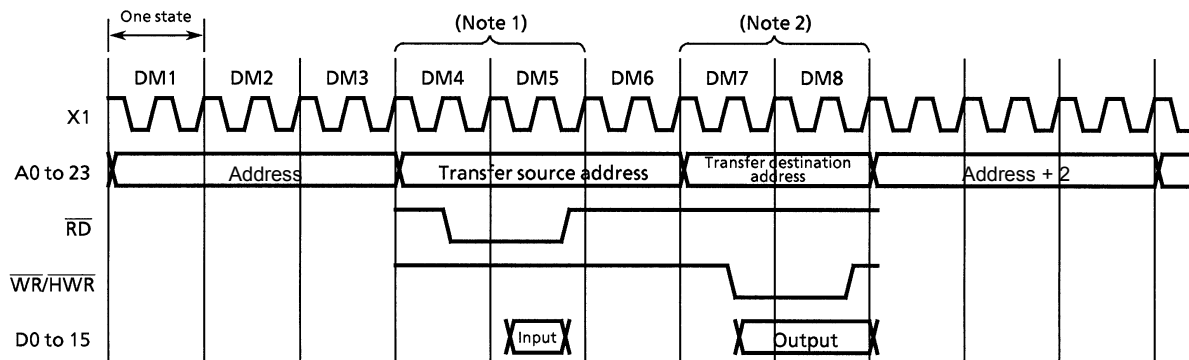 One state
(Note 1)
(Note 2)
DM1 DM2 DM3 DM4 DM5 DM6 DM7 DM8
X1
A0 to 23
Address
Transfer source address
Transfer destination
address
Address + 2
RD
WR/HWR
D0 to 15
Input
Output